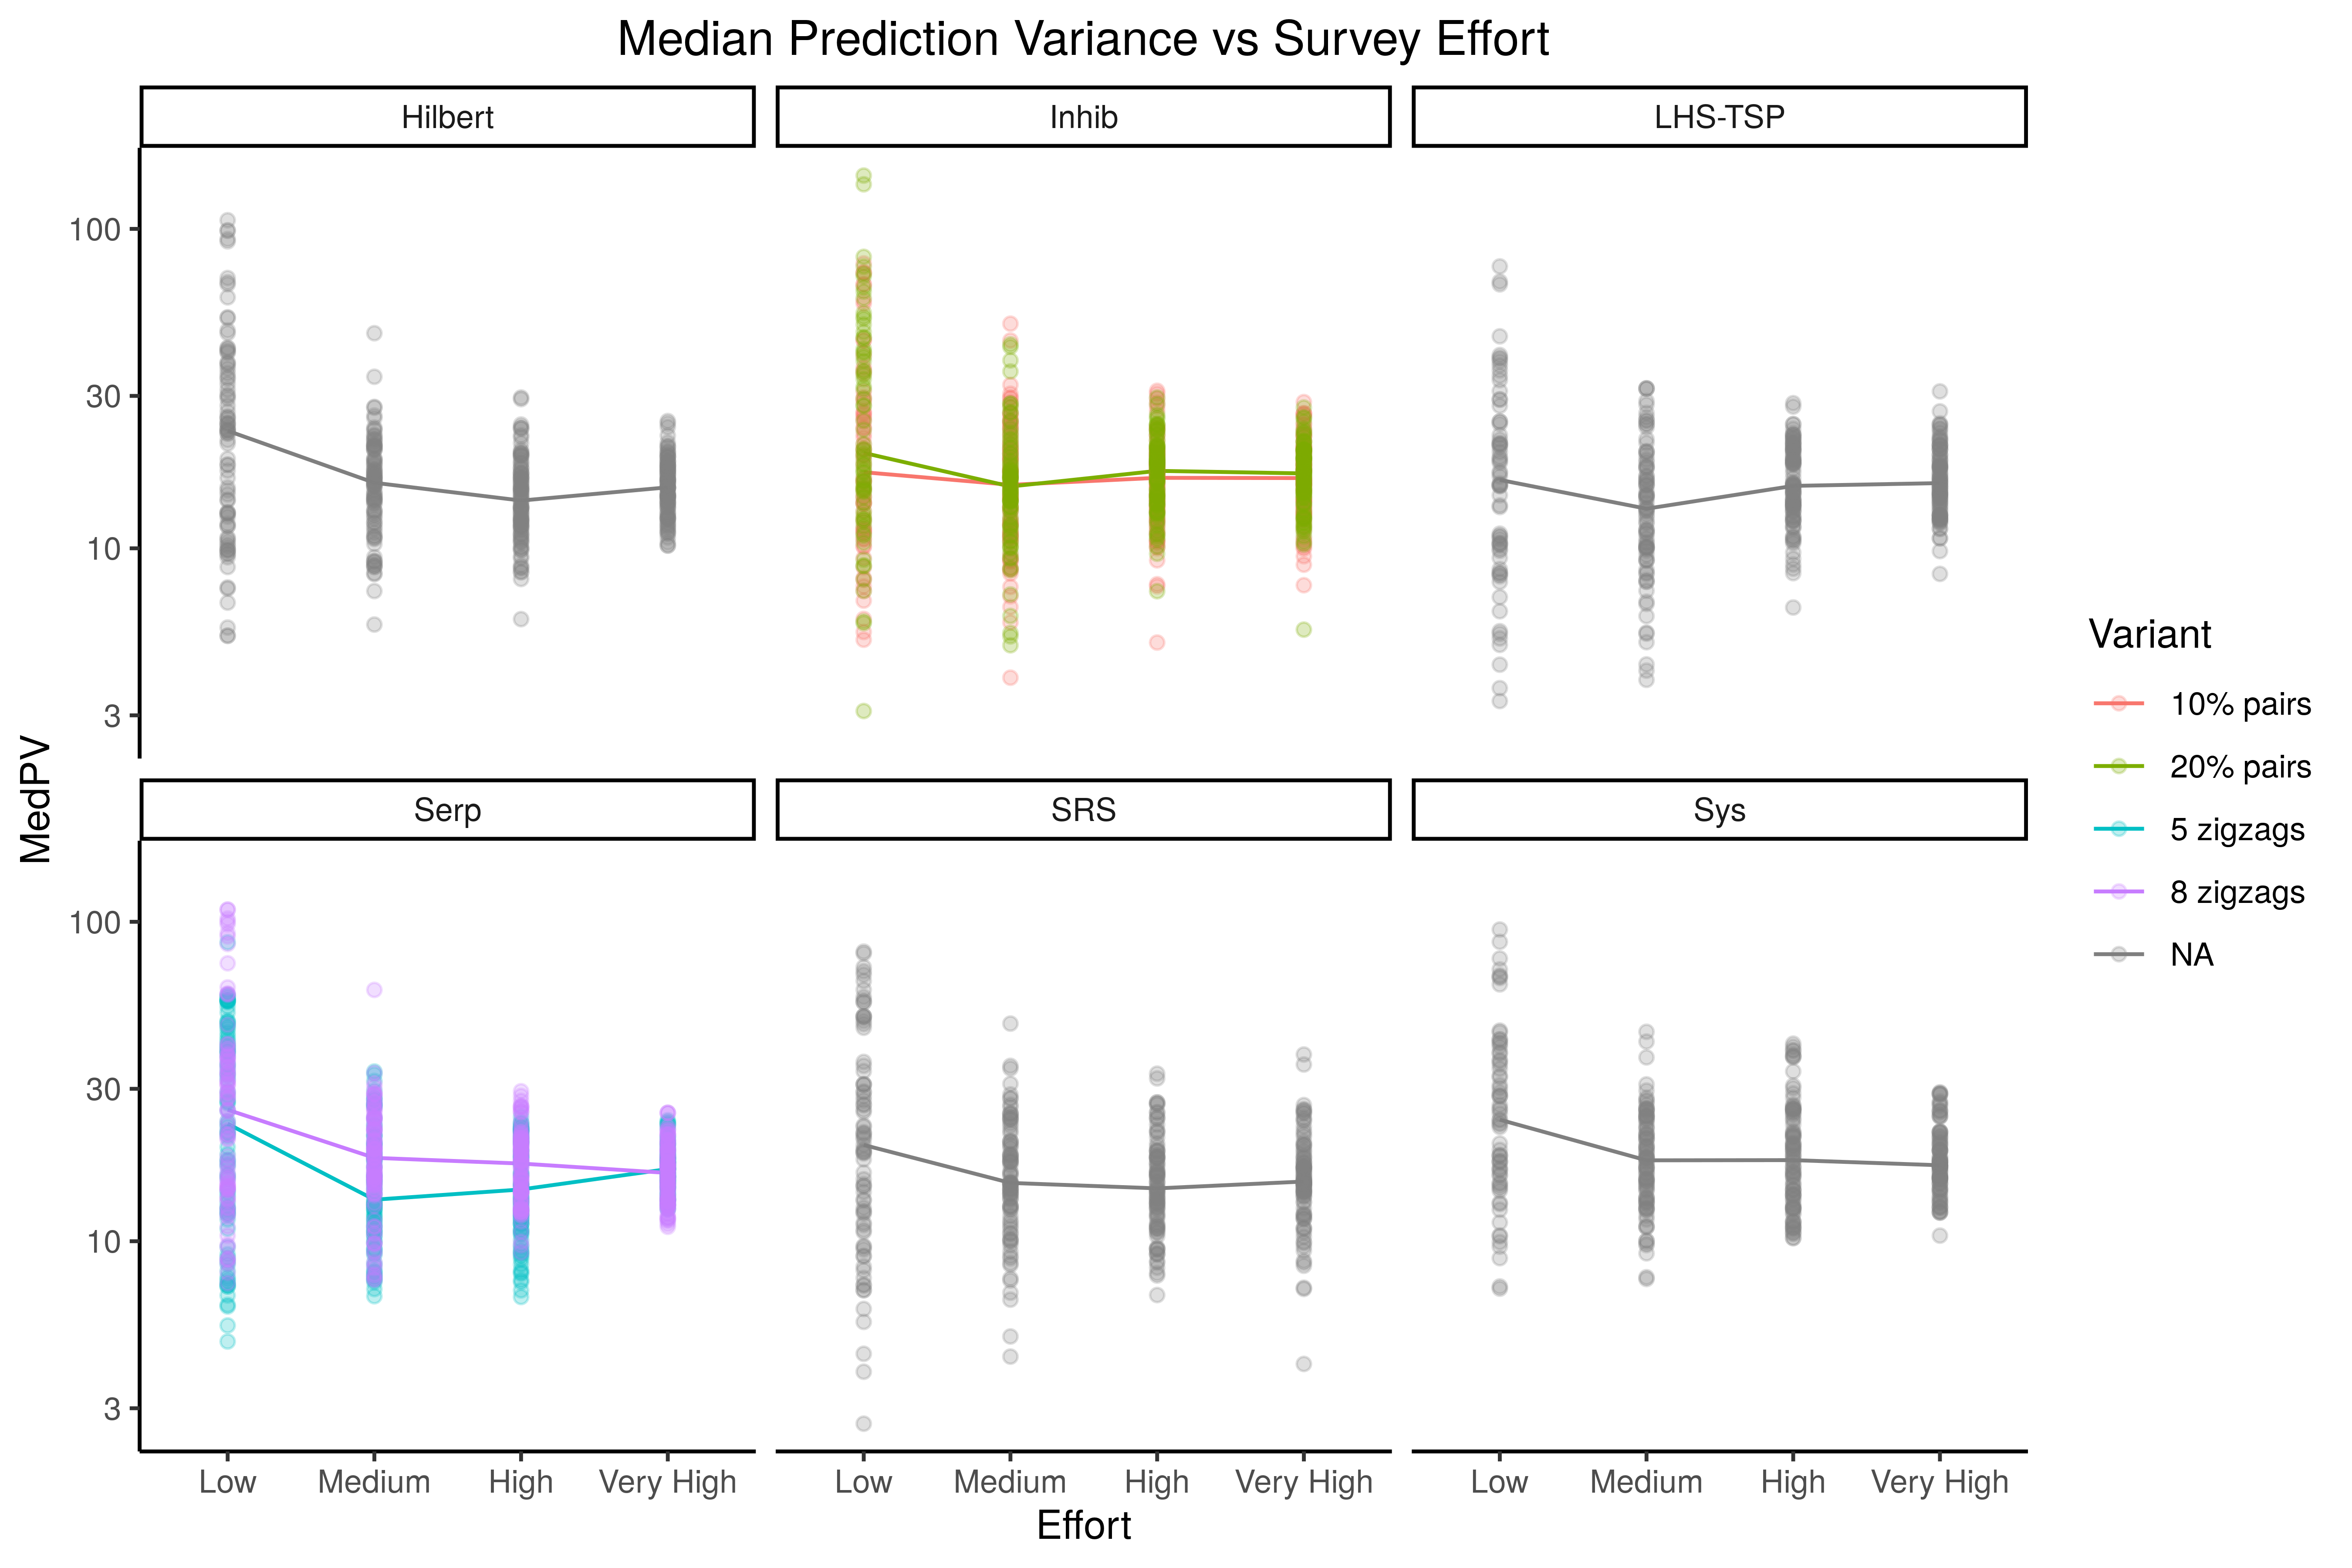 Median Prediction Variance vs Survey Effort
Hilbert
Inhib
LHS-TSP
100
30
10
3
MedPV
Serp
SRS
Sys
100
30
10
3
Low Medium High Very High
Low Medium High Very High
Low Medium High Very High
Effort
Variant
10% pairs
20% pairs
5 zigzags
8 zigzags
NA